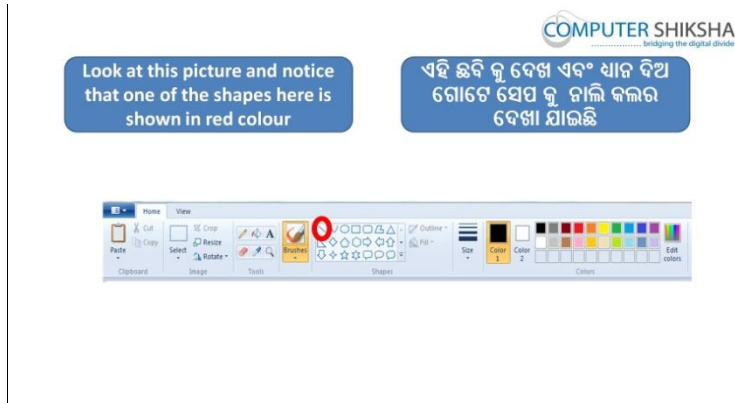 COMPUTER SHIKSHA
bridging the digital divide
Look at this picture and notice
that one of the shapes here is
shown in red colour
ଏହି ଛବି କୁ ଦେଖ ଏବଂ ଧ୍ୟାନ ଦିଅ
ଗୋଟେ ସେପ କୁ ନାଲି କଲର
ଦେଖା ଯାଇଛି
Home View
Paste Cut Copy Select Crop Resize Rotate A Brushes Outline Fill Size Color 1 Color 2 Edit colors
Clipboard Image Tools Shapes Colors